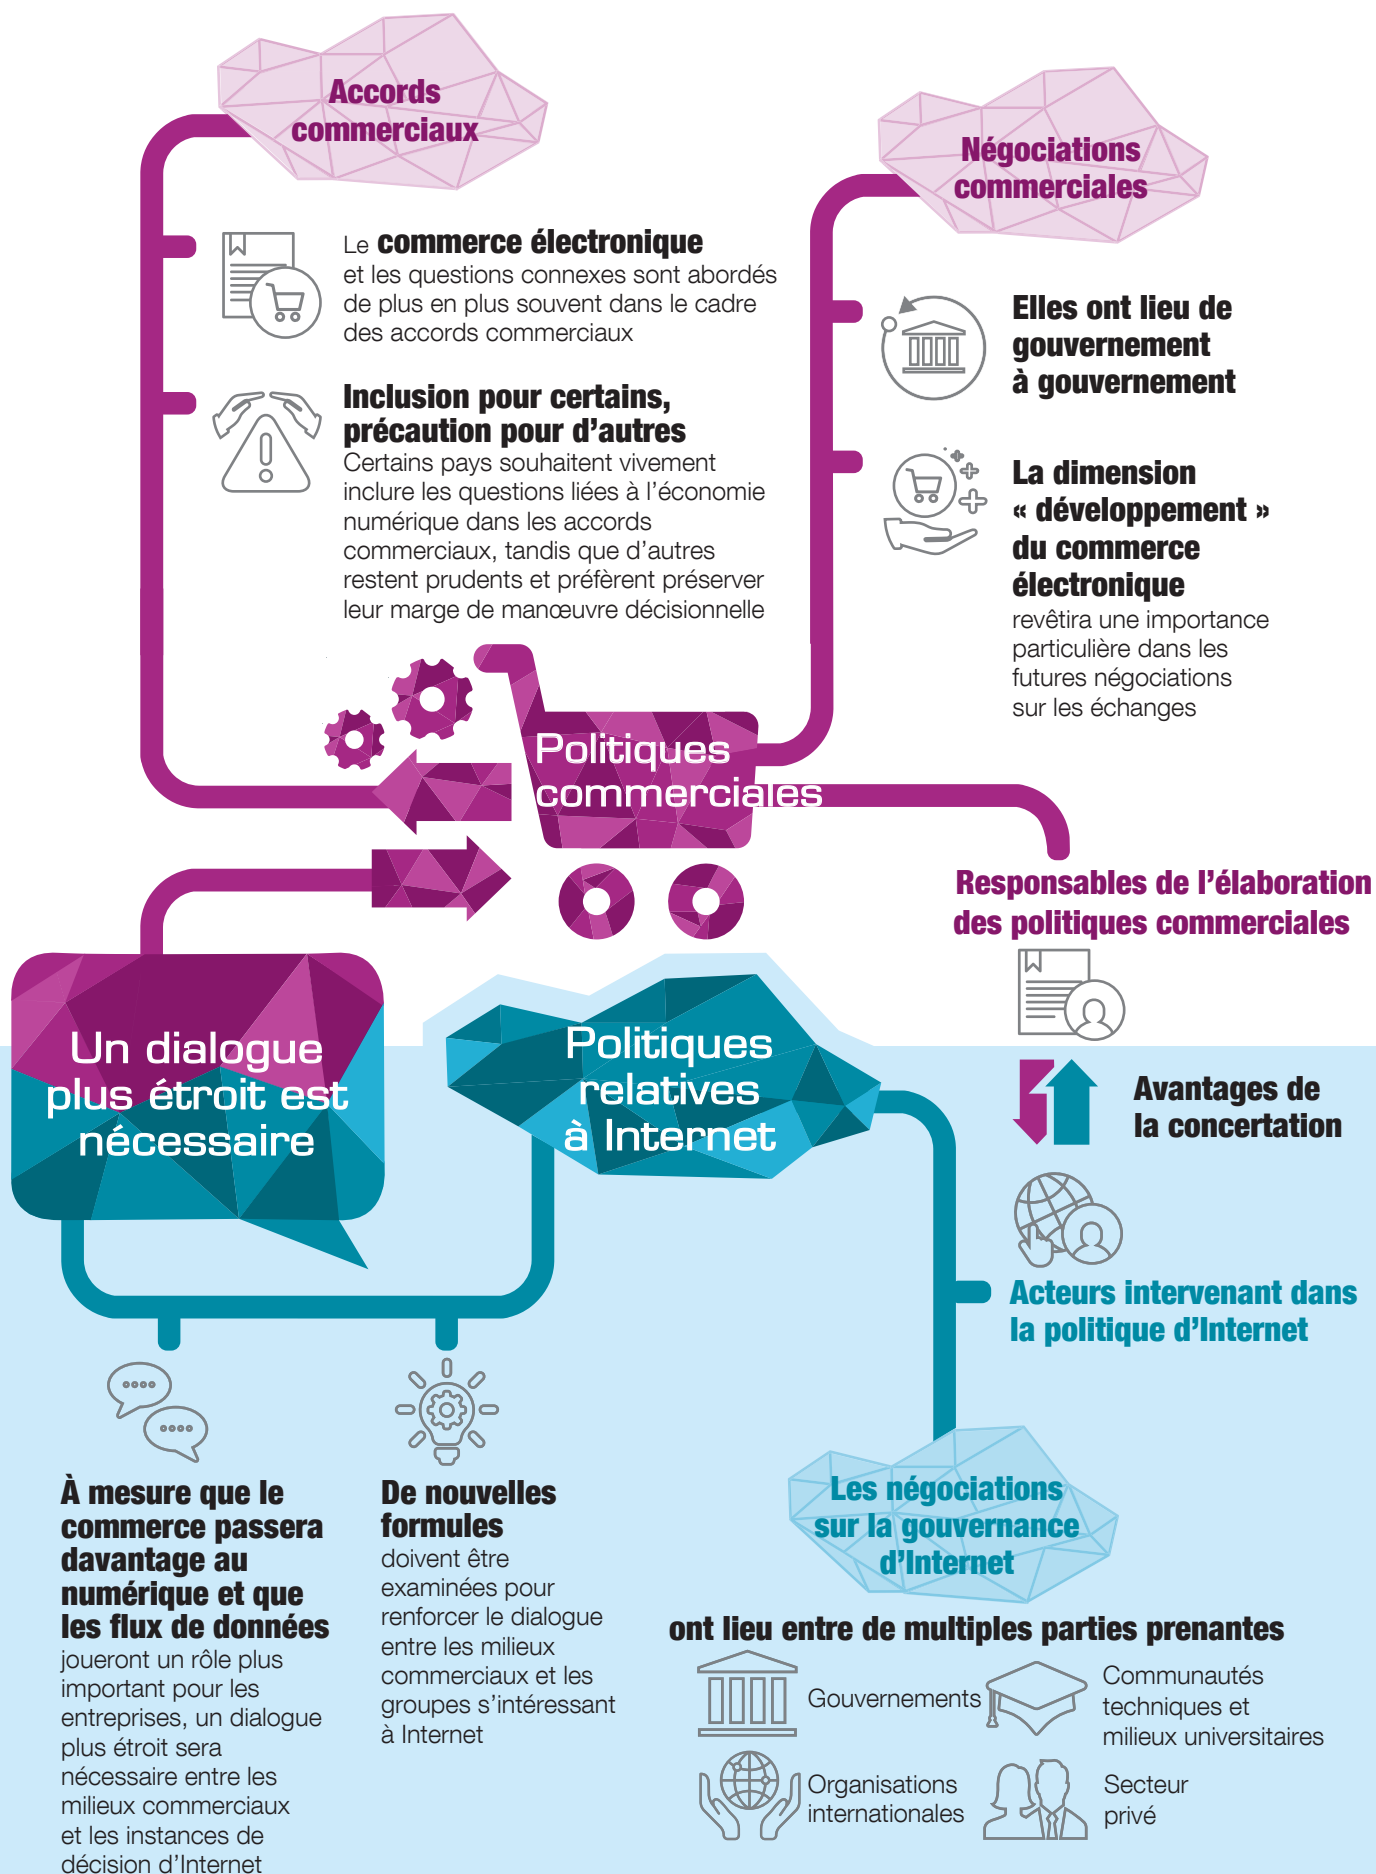 Accords
commerciaux
Le commerce électronique
et les questions connexes sont abordés
de plus en plus souvent dans le cadre
des accords commerciaux
Inclusion pour certains,
précaution pour d'autres
Certains pays souhaitent vivement
inclure les questions liées à l’économie
numérique dans les accords
commerciaux, tandis que d’autres
restent prudents et préfèrent préserver
leur marge de manœuvre décisionnelle
Négociations
commerciales
Elles ont lieu de
gouvernement
à gouvernement
La dimension
« développement »
du commerce
électronique
revêtira une importance
particulière dans les
futures négociations
sur les échanges
Politiques
commerciales
Responsables de l’élaboration
des politiques commerciales
Avantages de
la concertation
Acteurs intervenant dans
la politique d’Internet
Un dialogue
plus étroit est
nécessaire
Politiques
relatives
à Internet
À mesure que le
commerce passera
davantage au
numérique et que
les flux de données
joueront un rôle plus
important pour les
entreprises, un dialogue
plus étroit sera
nécessaire entre les
milieux commerciaux
et les instances de
décision d’Internet
De nouvelles
formules
doivent être
examinées pour
renforcer le dialogue
entre les milieux
commerciaux et les
groupes s’intéressant
à Internet
Les négociations
sur la gouvernance
d’Internet
ont lieu entre de multiples parties prenantes
Gouvernements
Communautés
techniques et
milieux universitaires
Organisations
internationales
Secteur
privé